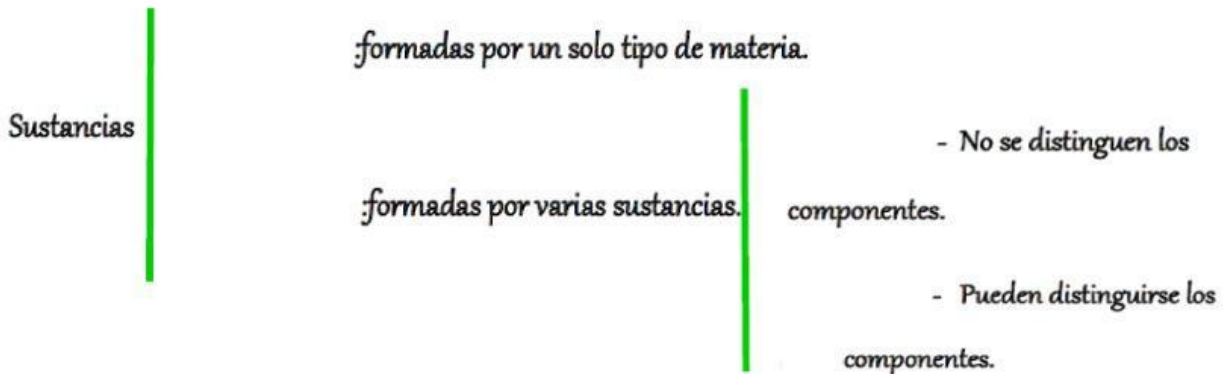 :formadas por un solo tipo de materia.
Sustancias
- No se distinguen los
:formadas por varias sustancias.
componentes.
- Pueden distinguirse los
componentes.